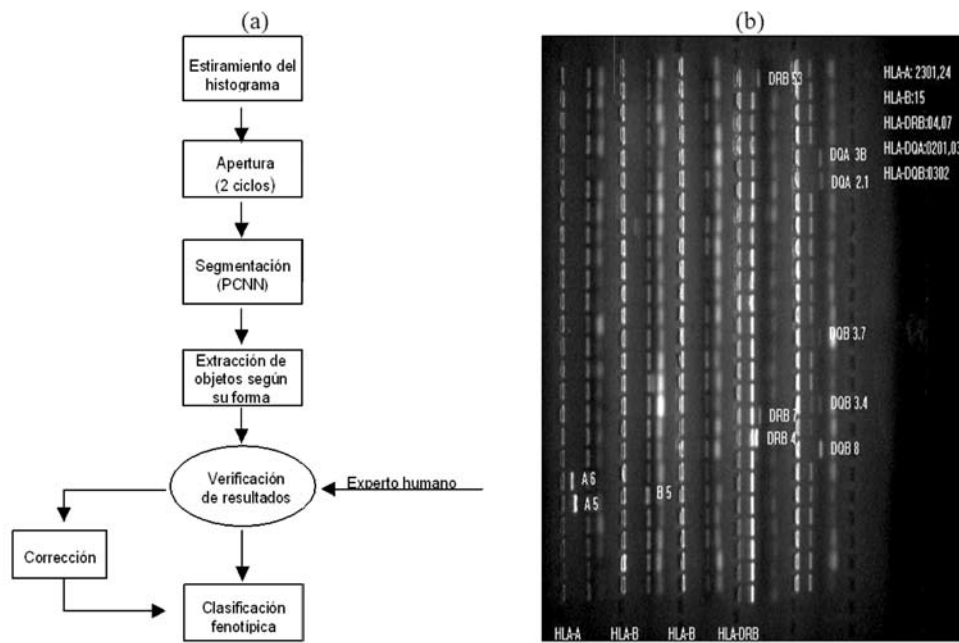 (a)
Estiramiento del
histograma
Apertura
(2 ciclos)
Segmentación
(PCNN)
Extracción de
objetos según
su forma
Verificación
de resultados
Experto humano
Corrección
Clasificación
fenotípica
(b)
DRB 53
HLA-A: 2301,24
HLA-B:15
HLA-DRB:04,07
HLA-DQA:0201,03
HLA-DQB:0302
DQA 3B
DQA 2.1
DQB 3.7
DQB 3.4
DRB 7
DRB 4
DQB 8
A 6
A 5
B 5
HLA-A
HLA-B
HLA-B
HLA-DRB